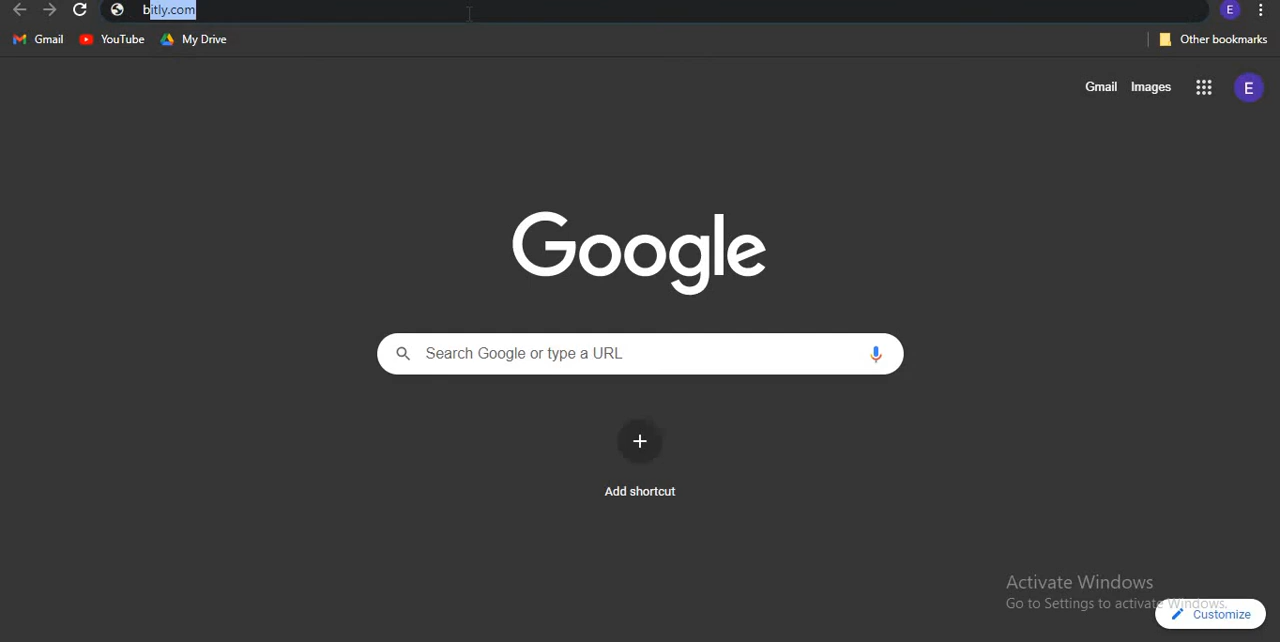 bitly.com
E
Gmail YouTube My Drive Other bookmarks
Gmail Images E
Google
Search Google or type a URL
Add shortcut
Activate Windows
Go to Settings to activate Windows.
Customize